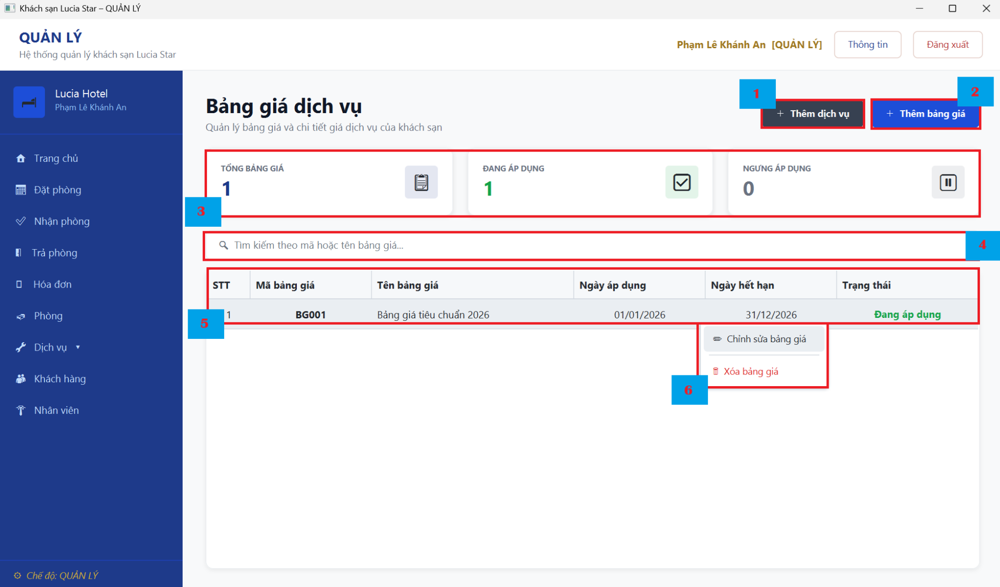 Khách sạn Lucia Star – QUẢN LÝ
QUẢN LÝ
Hệ thống quản lý khách sạn Lucia Star
Phạm Lê Khánh An [QUẢN LÝ]
Thông tin
Đăng xuất
Lucia Hotel
Phạm Lê Khánh An
Trang chủ
Đặt phòng
Nhận phòng
Trả phòng
Hóa đơn
Phòng
Dịch vụ
Khách hàng
Nhân viên
Chế độ: QUẢN LÝ
Bảng giá dịch vụ
Quản lý bảng giá và chi tiết giá dịch vụ của khách sạn
1
+ Thêm dịch vụ
2
+ Thêm bảng giá
TỔNG BẢNG GIÁ
1
ĐANG ÁP DỤNG
1
NGƯNG ÁP DỤNG
0
3
Tìm kiếm theo mã hoặc tên bảng giá...
4
STT Mã bảng giá Tên bảng giá Ngày áp dụng Ngày hết hạn Trạng thái
1 BG001 Bảng giá tiêu chuẩn 2026 01/01/2026 31/12/2026 Đang áp dụng
5
Chỉnh sửa bảng giá
Xóa bảng giá
6